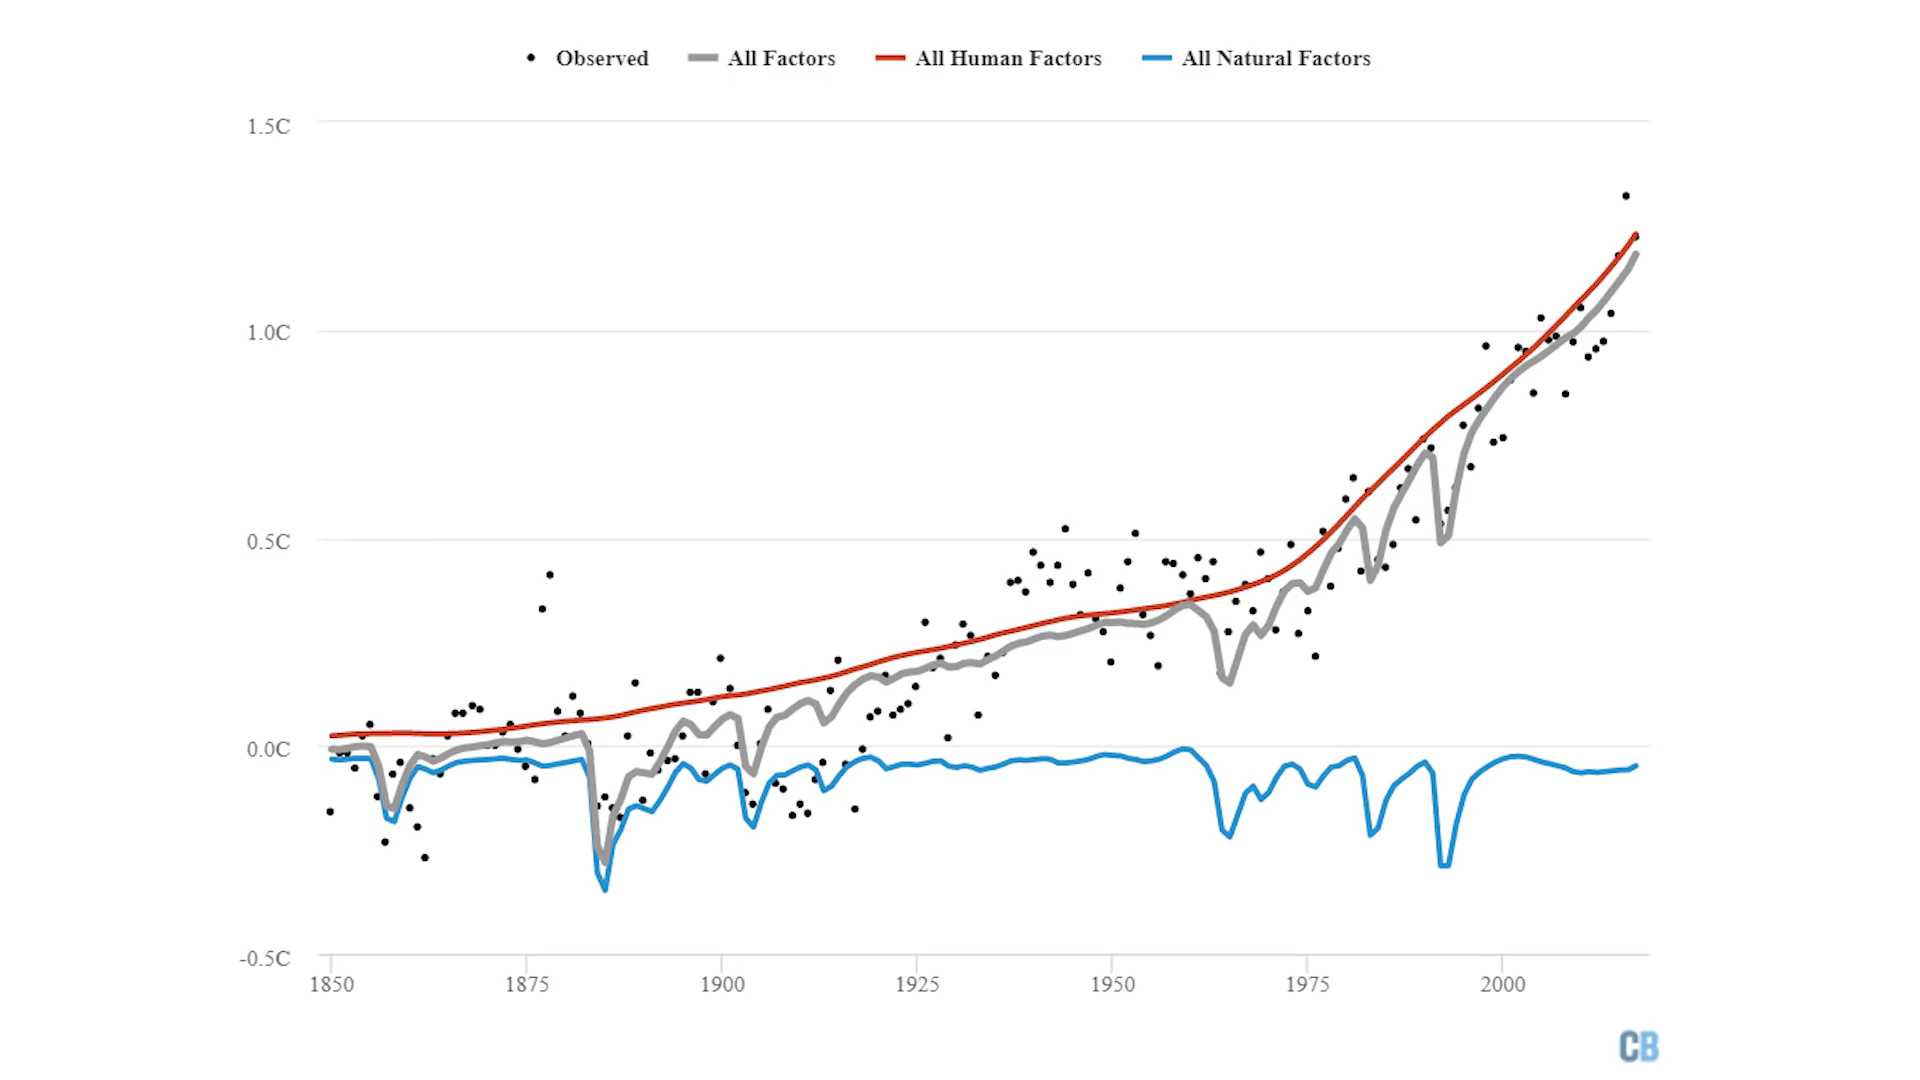 Observed All Factors All Human Factors All Natural Factors
1.5C
1.0C
0.5C
0.0C
-0.5C
1850 1875 1900 1925 1950 1975 2000
CB